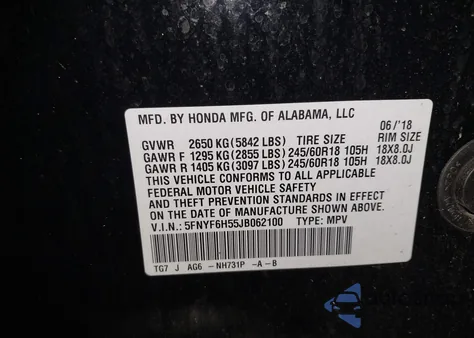 MFD. BY HONDA MFG. OF ALABAMA, LLC
06/'18
GVWR 2650 KG(5842 LBS) TIRE SIZE RIM SIZE
GAWR F 1295 KG(2855 LBS) 245/60R18 105H 18X8.0J
GAWR R 1405 KG(3097 LBS) 245/60R18 105H 18X8.0J
THIS VEHICLE CONFORMS TO ALL APPLICABLE
FEDERAL MOTOR VEHICLE SAFETY
AND THEFT PREVENTION STANDARDS IN EFFECT
ON THE DATE OF MANUFACTURE SHOWN ABOVE.
V.I.N.: 5FNYF6H55JB062100 TYPE: MPV
TG7 J AG6 -NH731P -A-B